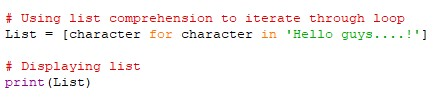 # Using list comprehension to iterate through loop
List = [character for character in 'Hello guys....!']
# Displaying list
print(List)